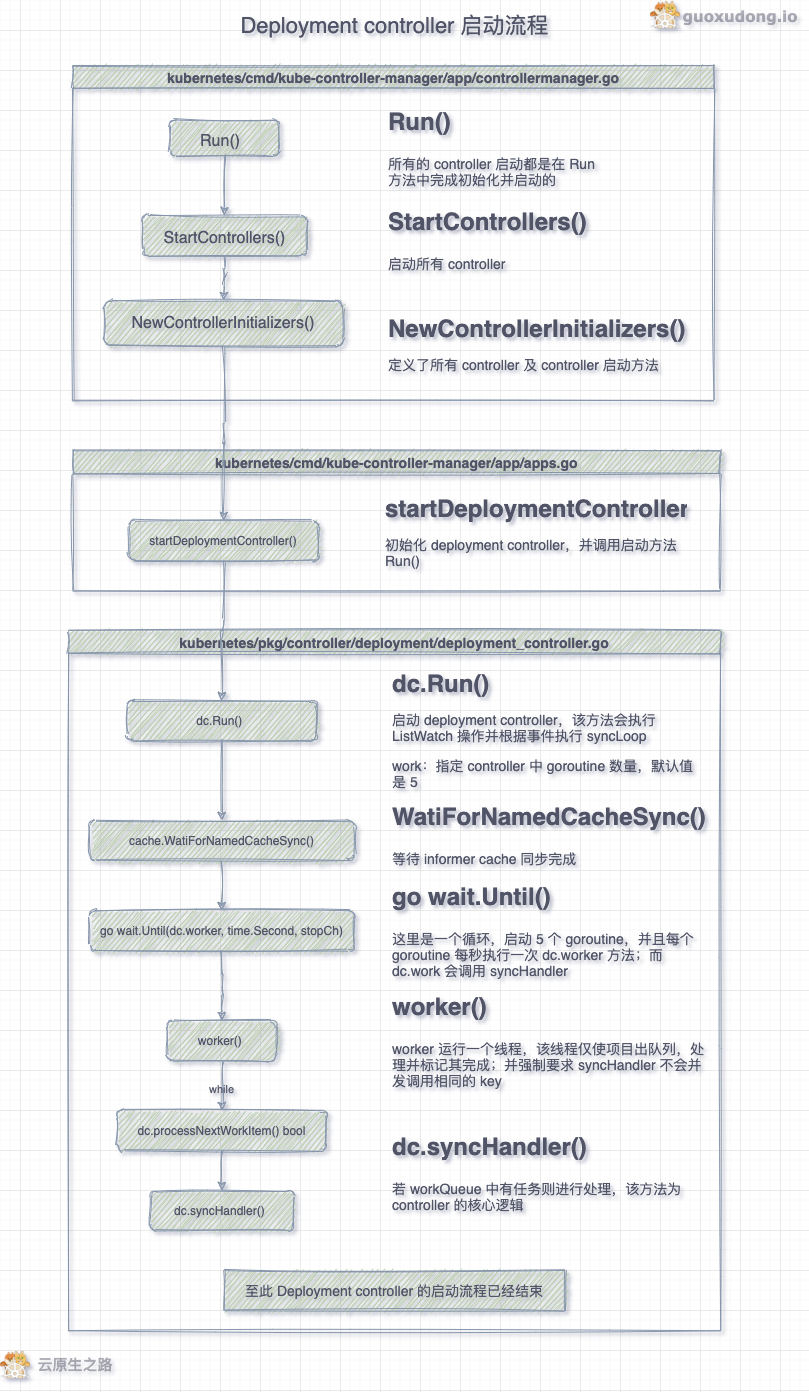 Deployment controller 启动流程
guoxudong.io
kubernetes/cmd/kube-controller-manager/app/controllermanager.go
Run()
StartControllers()
NewControllerInitializers()
Run()
所有的 controller 启动都是在 Run
方法中完成初始化并启动的
StartControllers()
启动所有 controller
NewControllerInitializers()
定义了所有 controller 及 controller 启动方法
kubernetes/cmd/kube-controller-manager/app/apps.go
startDeploymentController()
startDeploymentController
初始化 deployment controller，并调用启动方法
Run()
kubernetes/pkg/controller/deployment/deployment_controller.go
dc.Run()
cache.WatiForNamedCacheSync()
go wait.Until(dc.worker, time.Second, stopCh)
worker()
while
dc.processNextWorkItem() bool
dc.syncHandler()
dc.Run()
启动 deployment controller，该方法会执行
ListWatch 操作并根据事件执行 syncLoop
work：指定 controller 中 goroutine 数量，默认值
是 5
WatiForNamedCacheSync()
等待 informer cache 同步完成
go wait.Until()
这里是一个循环，启动 5 个 goroutine，并且每个
goroutine 每秒执行一次 dc.worker 方法；而
dc.work 会调用 syncHandler
worker()
worker 运行一个线程，该线程仅使项目出队列，处
理并标记其完成；并强制要求 syncHandler 不会并
发调用相同的 key
dc.syncHandler()
若 workQueue 中有任务则进行处理，该方法为
controller 的核心逻辑
至此 Deployment controller 的启动流程已经结束
云原生之路